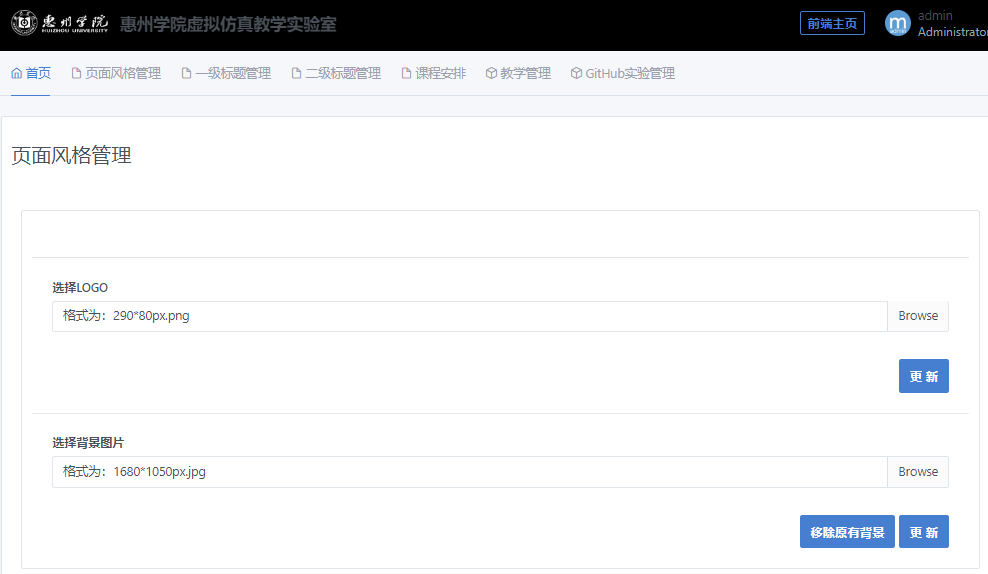 惠州学院 惠州学院虚拟仿真教学实验室 前端主页 m admin
HUIZHOU UNIVERSITY Administrator
首页 页面风格管理 一级标题管理 二级标题管理 课程安排 教学管理 GitHub实验管理
页面风格管理
选择LOGO
格式为：290*80px.png Browse
更 新
选择背景图片
格式为：1680*1050px.jpg Browse
移除原有背景 更 新